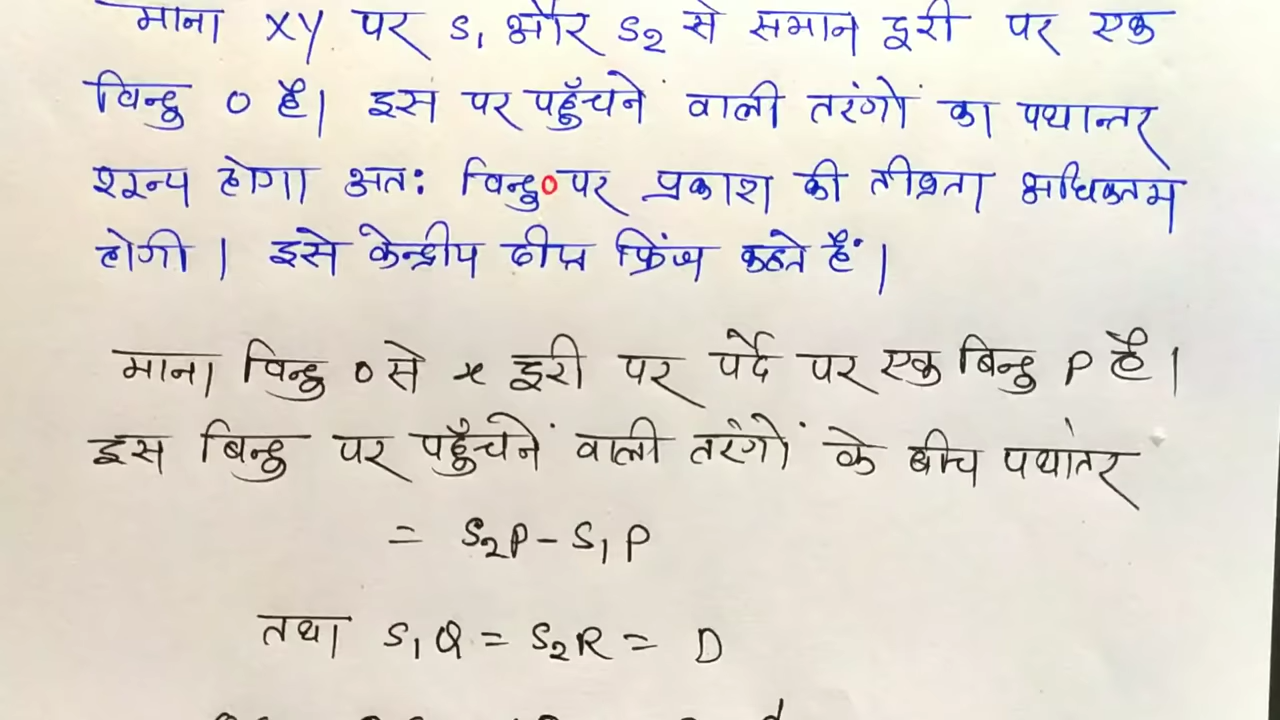 माना XY पर S₁ और S₂ से समान दूरी पर एक
बिन्दु O है। इस पर पहुँचने वाली तरंगों का पथान्तर
शून्य होगा अत: बिन्दु O पर प्रकाश की तीव्रता अधिकतम
होगी। इसे केन्द्रीय दीप्त फ्रिंज कहते हैं।
माना बिन्दु O से x दूरी पर पर्दे पर एक बिन्दु P है।
इस बिन्दु पर पहुँचनें वाली तरंगों के बीच पथांतर
= S₂P - S₁P
तथा S₁Q = S₂R = D